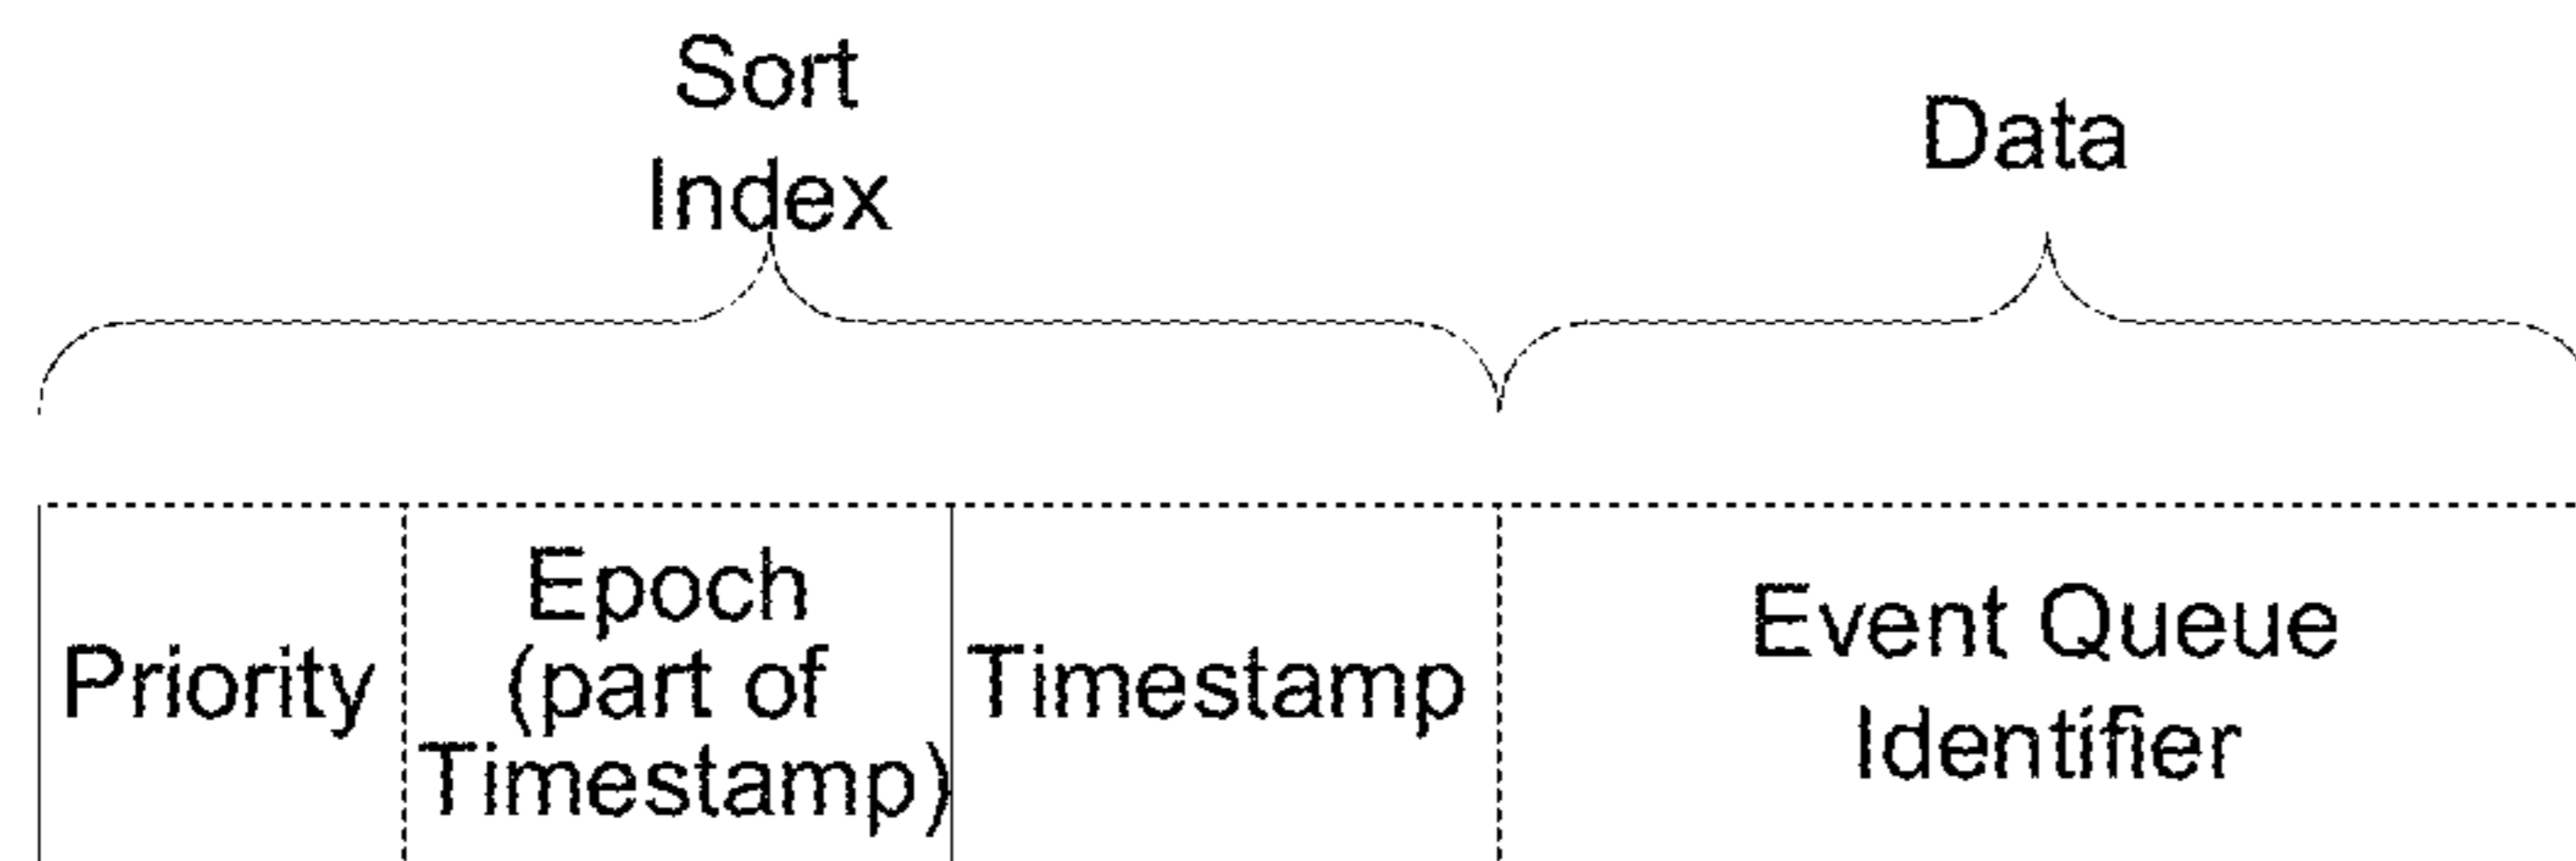 Sort
Index
Data
Priority
Epoch
(part of
Timestamp)
Timestamp
Event Queue
Identifier